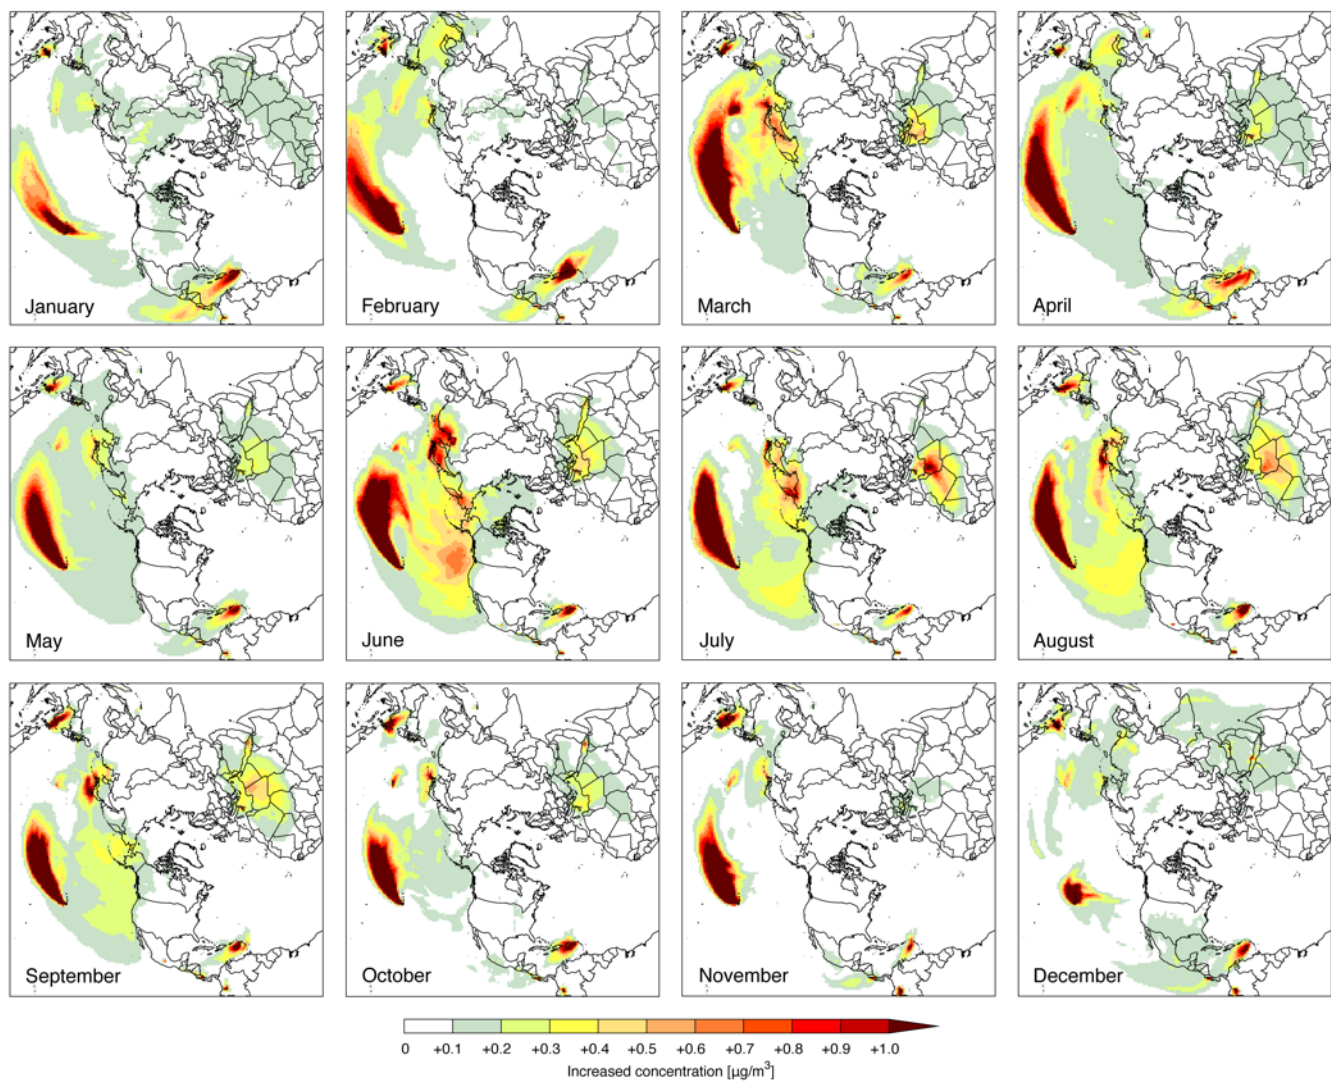 January
February
March
April
May
June
July
August
September
October
November
December
0 +0.1 +0.2 +0.3 +0.4 +0.5 +0.6 +0.7 +0.8 +0.9 +1.0
Increased concentration [µg/m³]